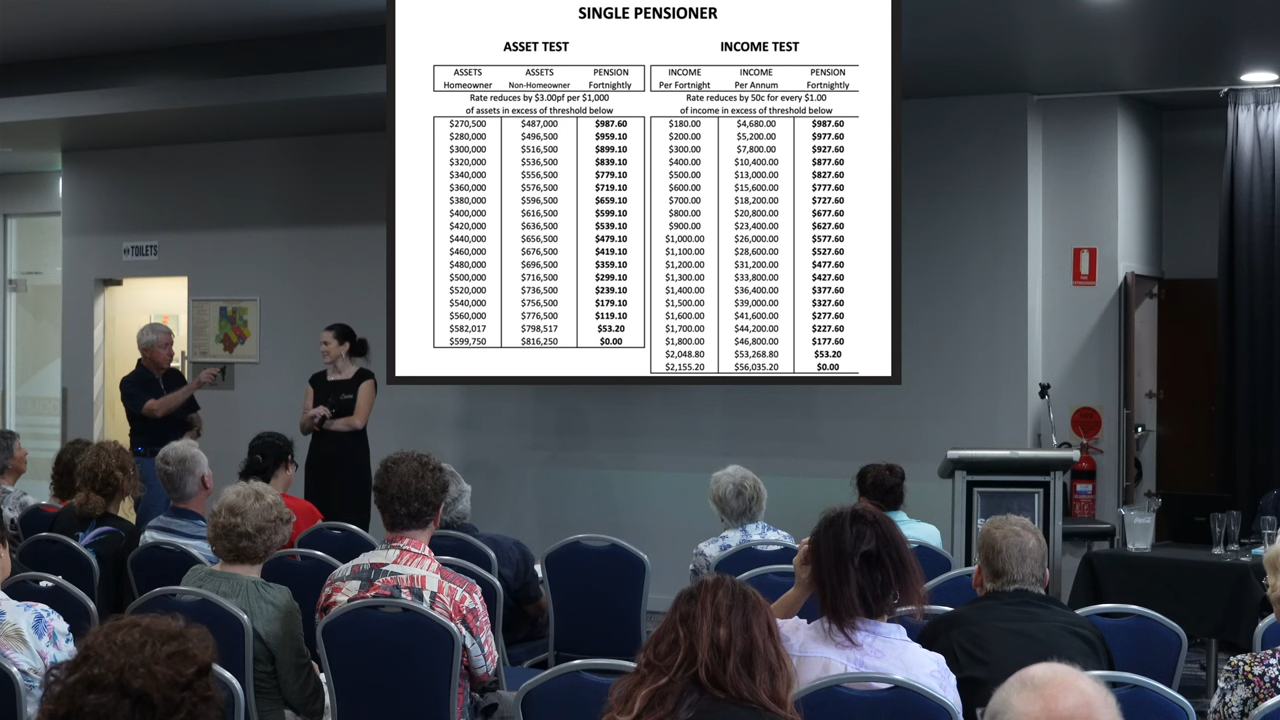 SINGLE PENSIONER
ASSET TEST
ASSETS ASSETS PENSION
Homeowner Non-Homeowner Fortnightly
Rate reduces by $3.00pf per $1,000
of assets in excess of threshold below
$270,500 $487,000 $987.60
$280,000 $496,500 $959.10
$300,000 $516,500 $899.10
$320,000 $536,500 $839.10
$340,000 $556,500 $779.10
$360,000 $576,500 $719.10
$380,000 $596,500 $659.10
$400,000 $616,500 $599.10
$420,000 $636,500 $539.10
$440,000 $656,500 $479.10
$460,000 $676,500 $419.10
$480,000 $696,500 $359.10
$500,000 $716,500 $299.10
$520,000 $736,500 $239.10
$540,000 $756,500 $179.10
$560,000 $776,500 $119.10
$582,017 $798,517 $53.20
$599,750 $816,250 $0.00
INCOME TEST
INCOME INCOME PENSION
Per Fortnight Per Annum Fortnightly
Rate reduces by 50c for every $1.00
of income in excess of threshold below
$180.00 $4,680.00 $987.60
$200.00 $5,200.00 $977.60
$300.00 $7,800.00 $927.60
$400.00 $10,400.00 $877.60
$500.00 $13,000.00 $827.60
$600.00 $15,600.00 $777.60
$700.00 $18,200.00 $727.60
$800.00 $20,800.00 $677.60
$900.00 $23,400.00 $627.60
$1,000.00 $26,000.00 $577.60
$1,100.00 $28,600.00 $527.60
$1,200.00 $31,200.00 $477.60
$1,300.00 $33,800.00 $427.60
$1,400.00 $36,400.00 $377.60
$1,500.00 $39,000.00 $327.60
$1,600.00 $41,600.00 $277.60
$1,700.00 $44,200.00 $227.60
$1,800.00 $46,800.00 $177.60
$2,048.80 $53,268.80 $53.20
$2,155.20 $56,035.20 $0.00
TOILETS